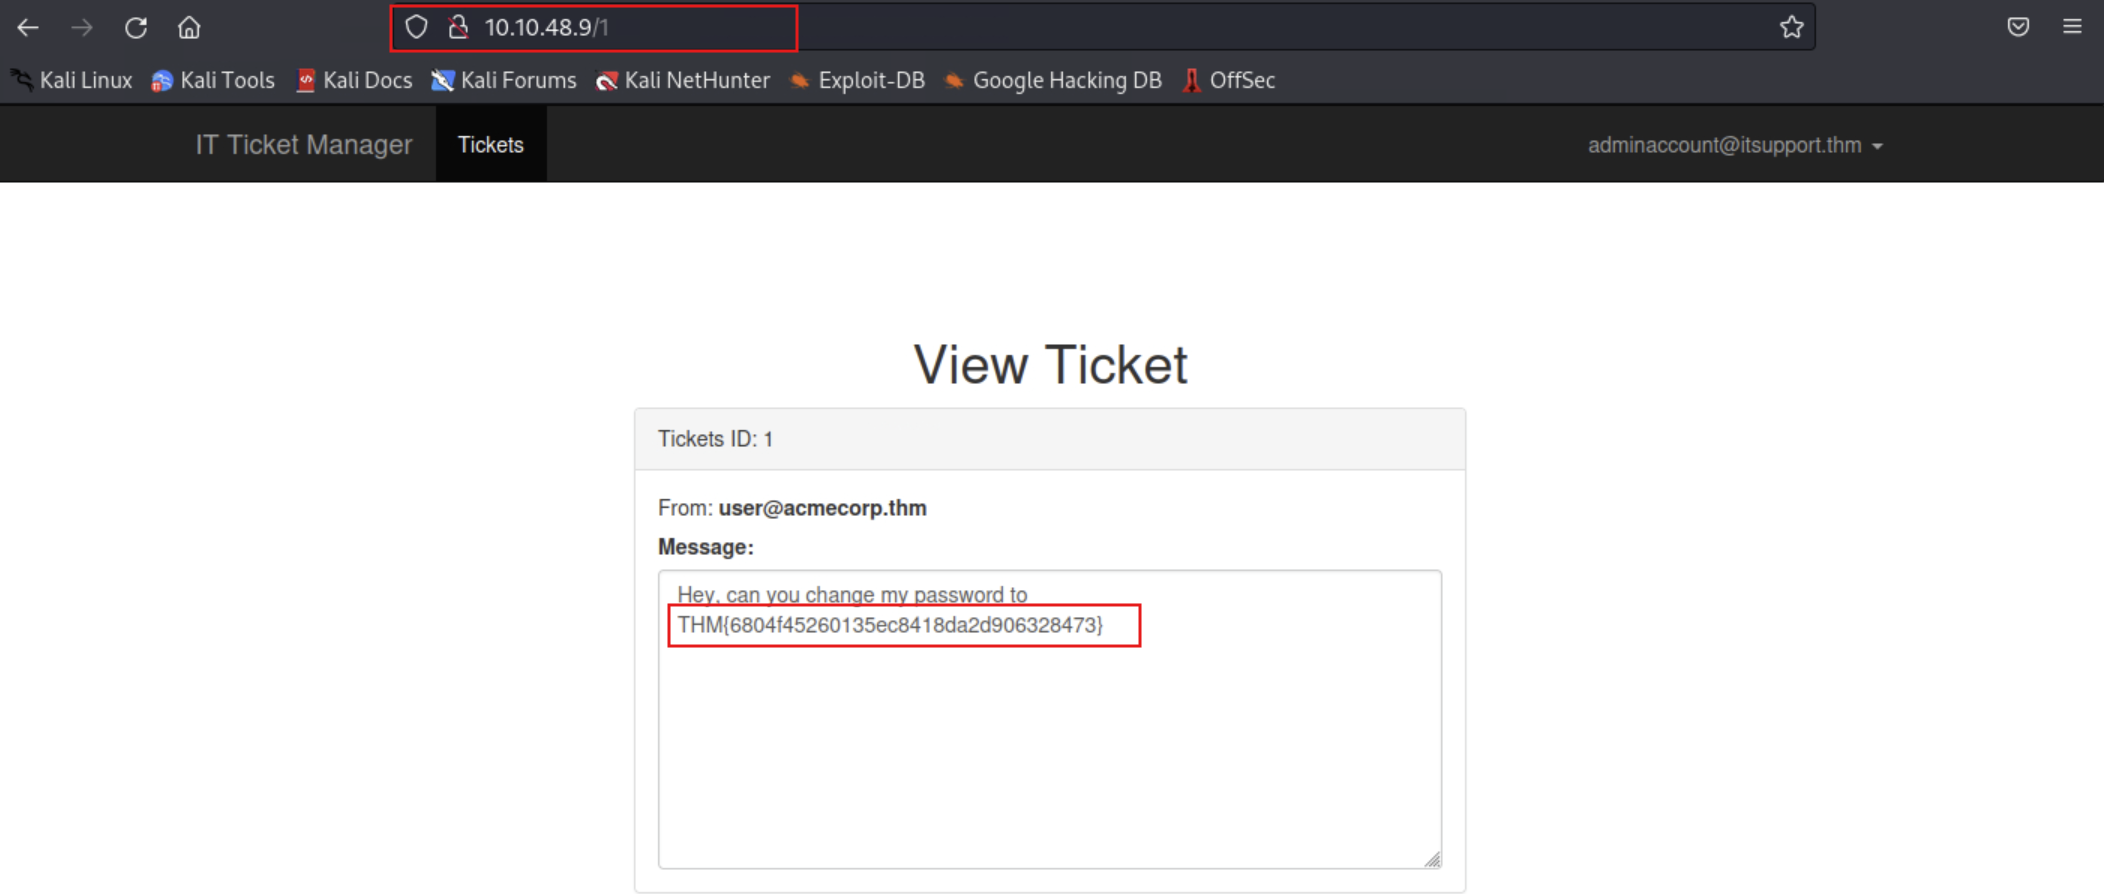 10.10.48.9/1
Kali Linux Kali Tools Kali Docs Kali Forums Kali NetHunter Exploit-DB Google Hacking DB OffSec
IT Ticket Manager Tickets adminaccount@itsupport.thm
View Ticket
Tickets ID: 1
From: user@acmecorp.thm
Message:
Hey, can you change my password to
THM{6804f45260135ec8418da2d906328473}